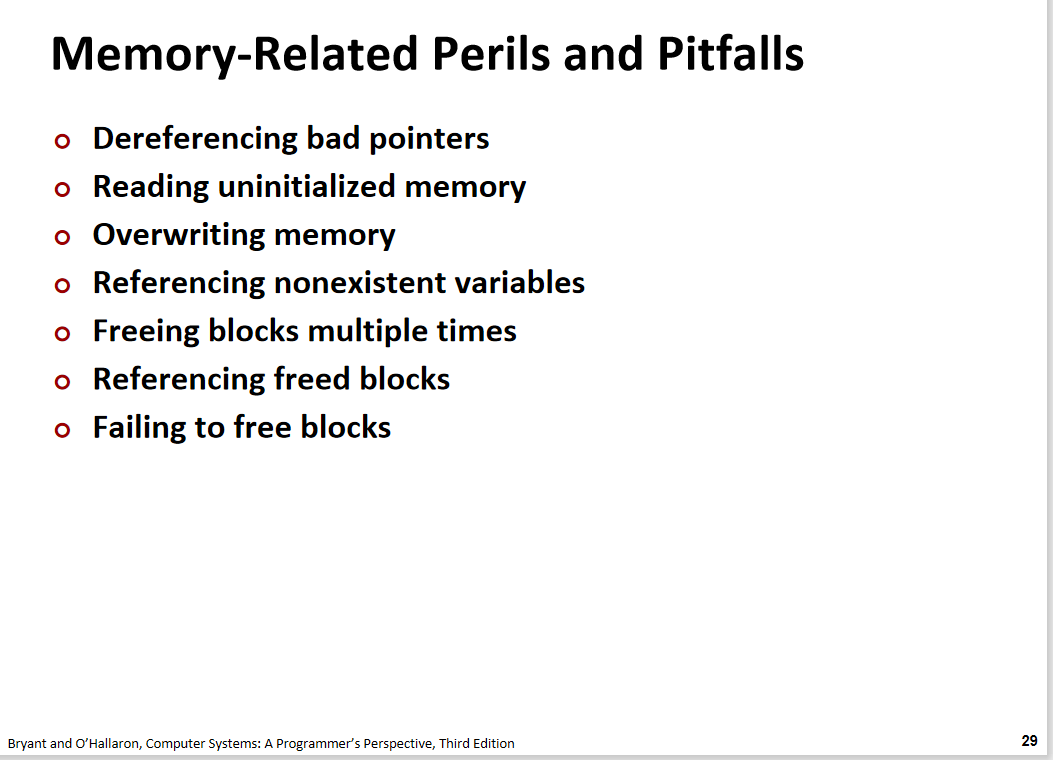 Memory-Related Perils and Pitfalls
Dereferencing bad pointers
Reading uninitialized memory
Overwriting memory
Referencing nonexistent variables
Freeing blocks multiple times
Referencing freed blocks
Failing to free blocks
Bryant and O’Hallaron, Computer Systems: A Programmer’s Perspective, Third Edition
29